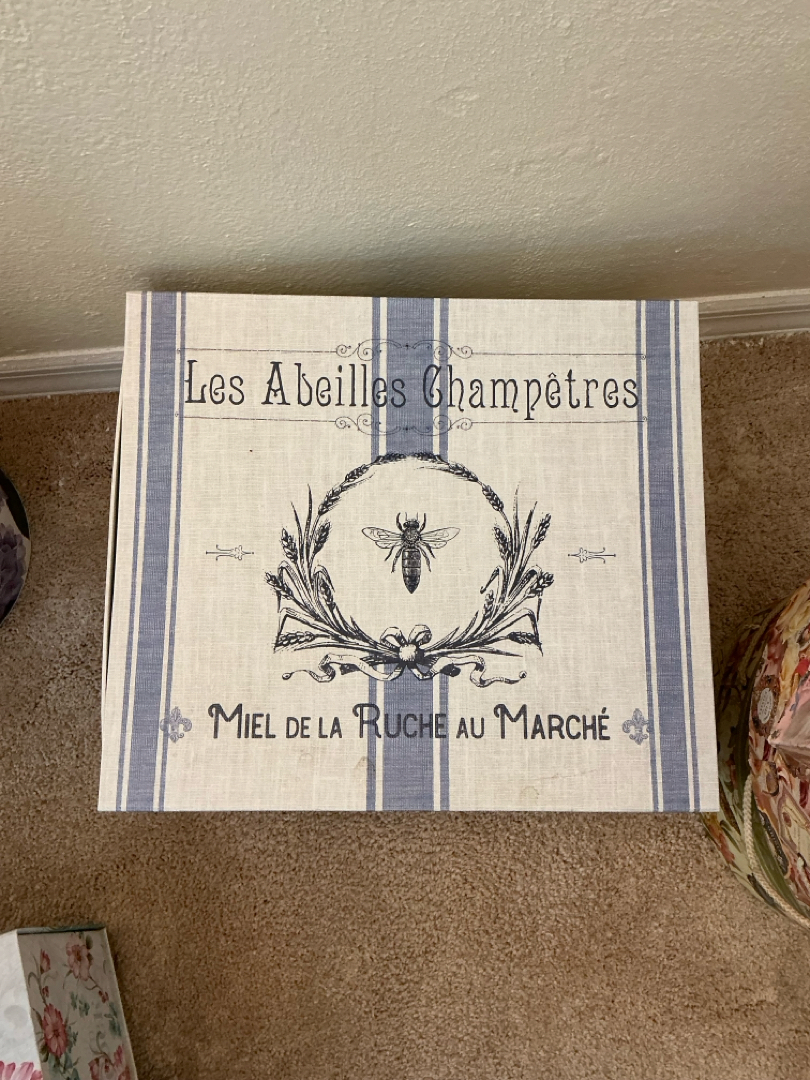 Les Abeilles Champêtres
Miel de la Ruche au Marché